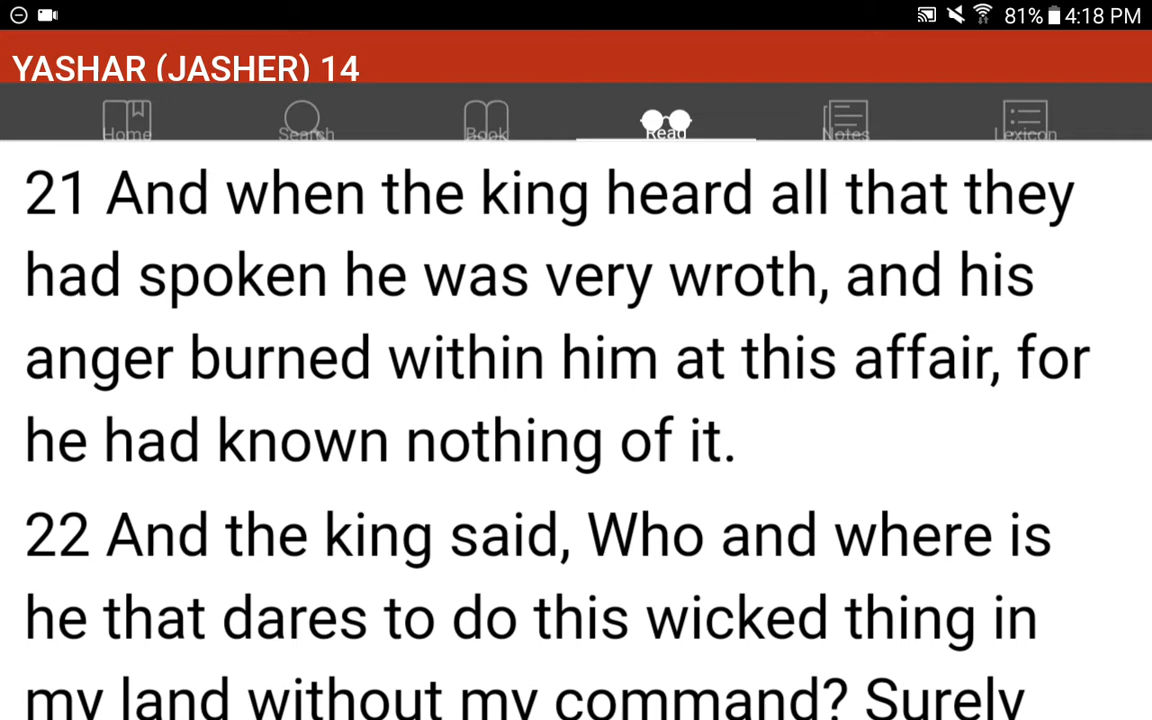 81% 4:18 PM
YASHAR (JASHER) 14
Home Search Book Read Notes Lexicon
21 And when the king heard all that they
had spoken he was very wroth, and his
anger burned within him at this affair, for
he had known nothing of it.
22 And the king said, Who and where is
he that dares to do this wicked thing in
my land without my command? Surely